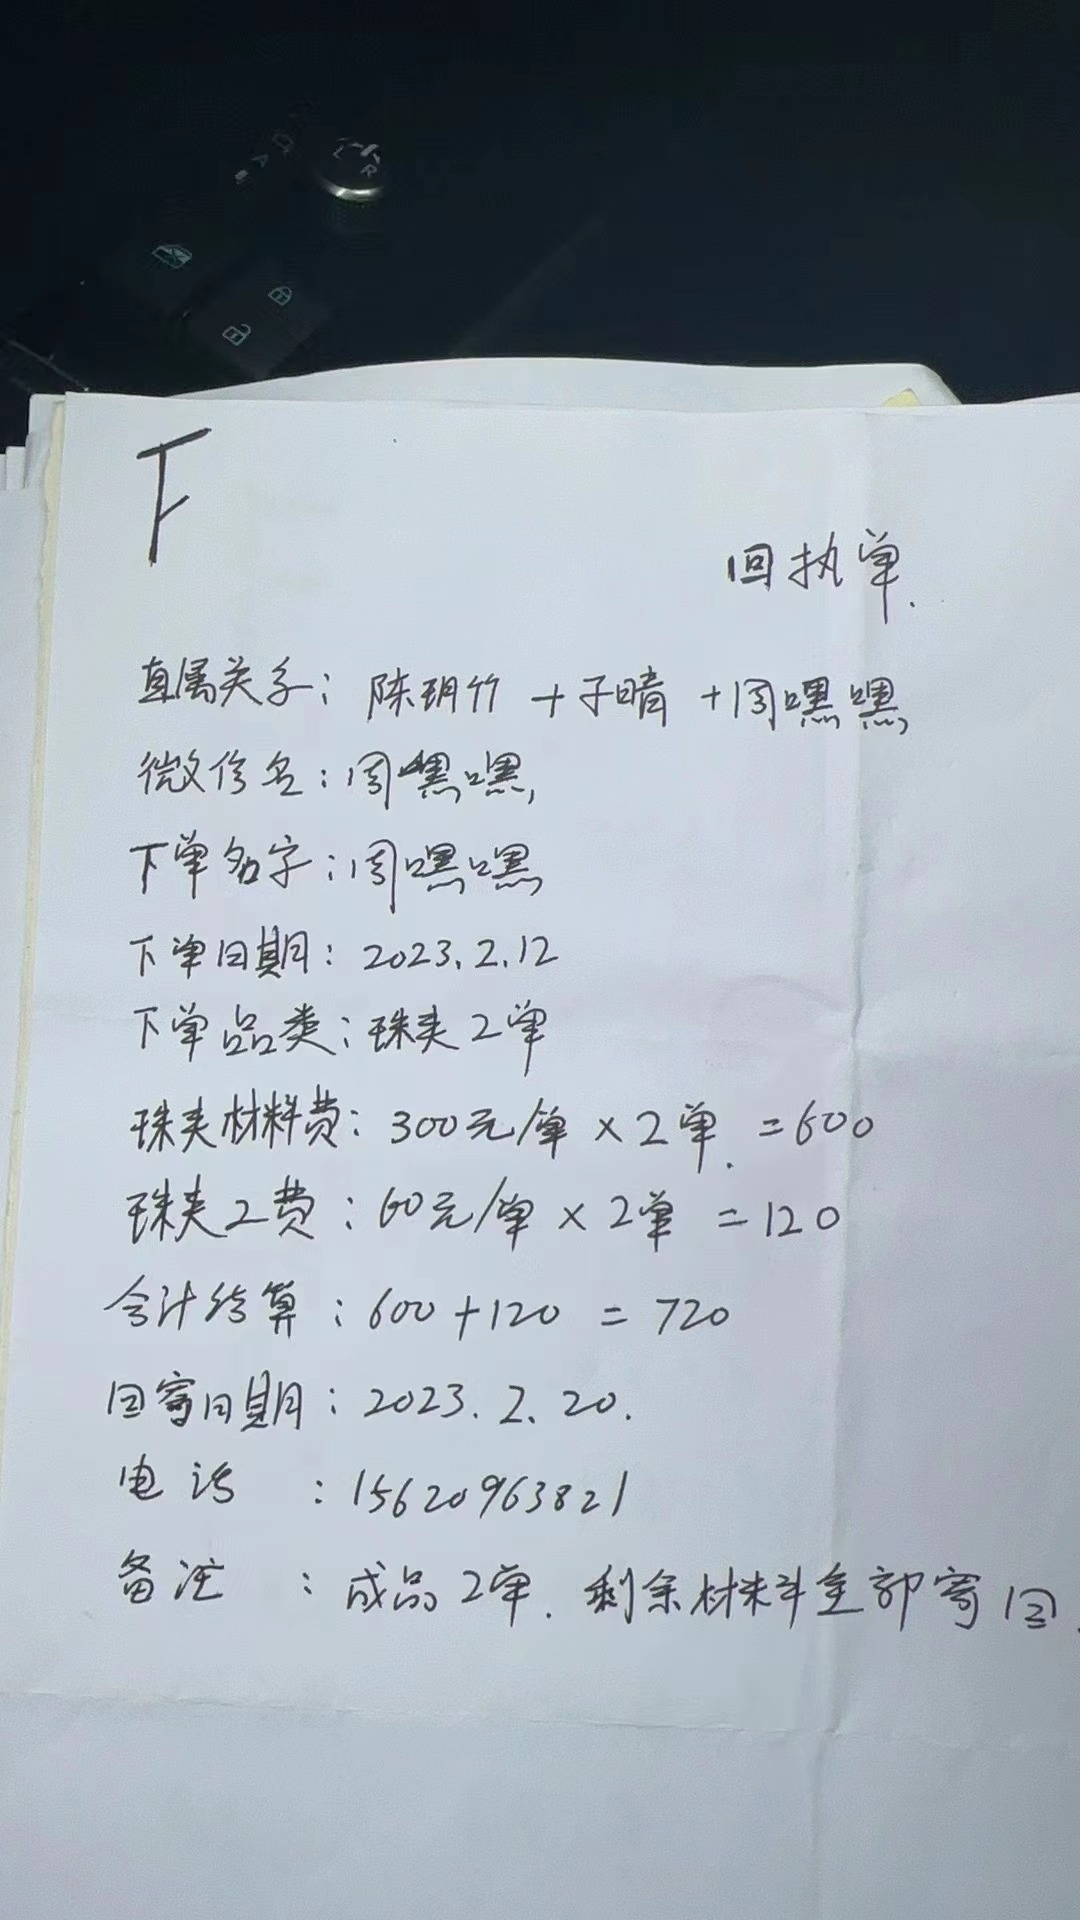 L R
A
F
回执单.
直属关系: 陈玥竹 +子晴 +周嘿嘿
微信名: 周嘿嘿
下单名字: 周嘿嘿
下单日期: 2023.2.12
下单品类: 珠夹2单
珠夹材料费: 300元/单 × 2单. =600
珠夹工费: 60元/单 × 2单 =120
合计结算: 600+120 = 720
回寄日期: 2023.2.20.
电话 : 15620963821
备注 : 成品2单. 剩余材料全部寄回.